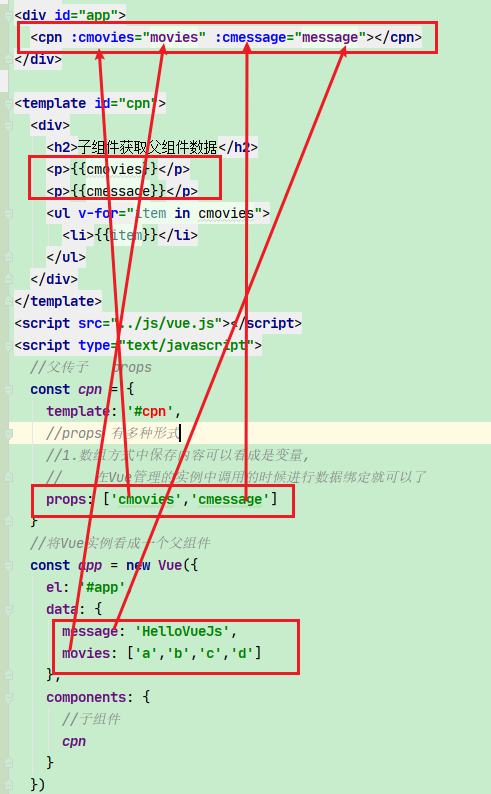 <div id="app">
<cpn :cmovies="movies" :cmessage="message"></cpn>
</div>
<template id="cpn">
<div>
<h2>子组件获取父组件数据</h2>
<p>{{cmovies}}</p>
<p>{{cmessage}}</p>
<ul v-for="item in cmovies">
<li>{{item}}</li>
</ul>
</div>
</template>
<script src="../js/vue.js"></script>
<script type="text/javascript">
//父传子 props
const cpn = {
template: '#cpn',
//props 有多种形式
//1.数组方式中保存内容可以看成是变量,
// 在Vue管理的实例中调用的时候进行数据绑定就可以了
props: ['cmovies','cmessage']
}
//将Vue实例看成一个父组件
const app = new Vue({
el: '#app'
data: {
message: 'HelloVueJs',
movies: ['a','b','c','d']
},
components: {
//子组件
cpn
}
})